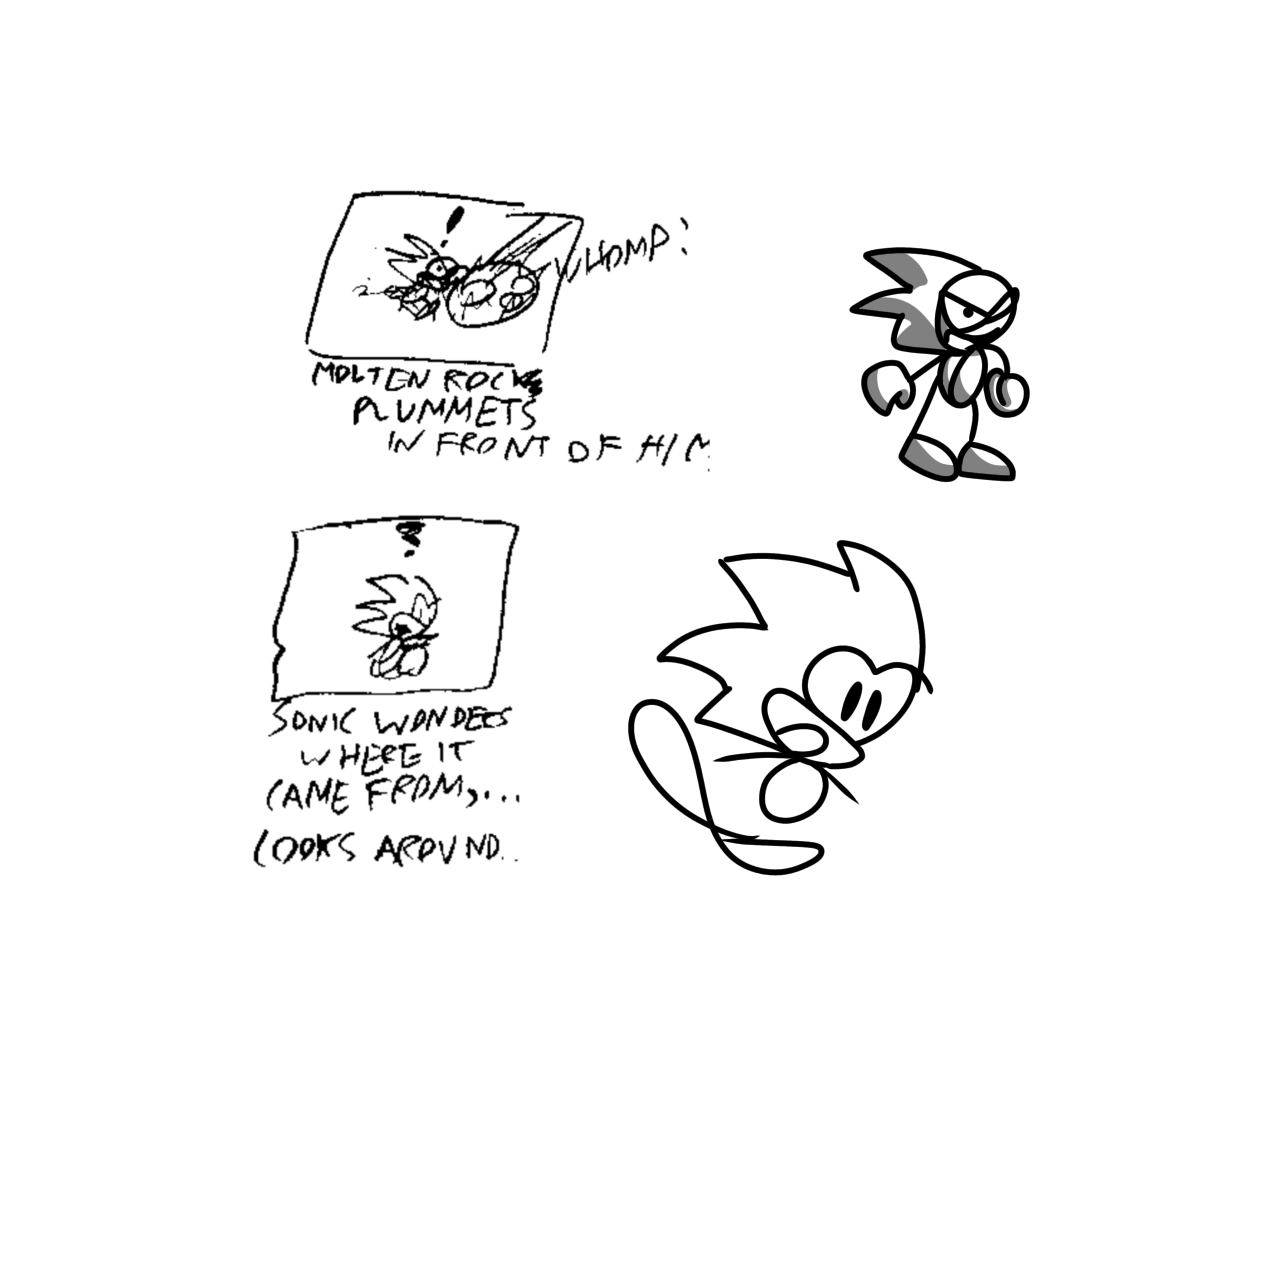 !
WHOMP!
MOLTEN ROCK
PLUMMETS
IN FRONT OF HIM
SONIC WONDERS
WHERE IT
CAME FROM,...
LOOKS AROUND..